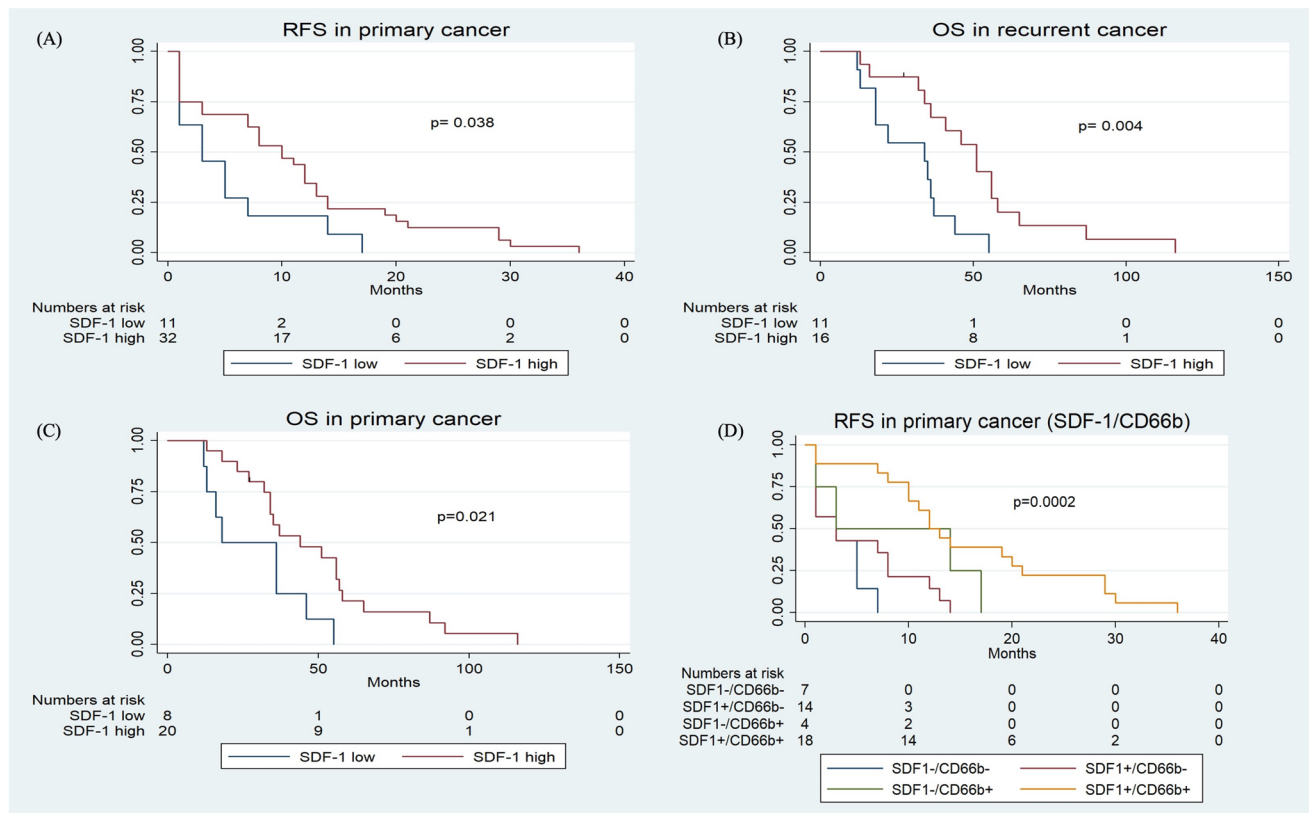 (A)
RFS in primary cancer
1.00
0.75
0.50
0.25
0.00
p= 0.038
0 10 20 30 40
Months
Numbers at risk
SDF-1 low 11 2 0 0 0
SDF-1 high 32 17 6 2 0
SDF-1 low SDF-1 high
(B)
OS in recurrent cancer
1.00
0.75
0.50
0.25
0.00
p= 0.004
0 50 100 150
Months
Numbers at risk
SDF-1 low 11 1 0 0
SDF-1 high 16 8 1 0
SDF-1 low SDF-1 high
(C)
OS in primary cancer
1.00
0.75
0.50
0.25
0.00
p=0.021
0 50 100 150
Months
Numbers at risk
SDF-1 low 8 1 0 0
SDF-1 high 20 9 1 0
SDF-1 low SDF-1 high
(D)
RFS in primary cancer (SDF-1/CD66b)
1.00
0.75
0.50
0.25
0.00
p=0.0002
0 10 20 30 40
Months
Numbers at risk
SDF1-/CD66b- 7 0 0 0 0
SDF1+/CD66b- 14 3 0 0 0
SDF1-/CD66b+ 4 2 0 0 0
SDF1+/CD66b+ 18 14 6 2 0
SDF1-/CD66b- SDF1+/CD66b-
SDF1-/CD66b+ SDF1+/CD66b+